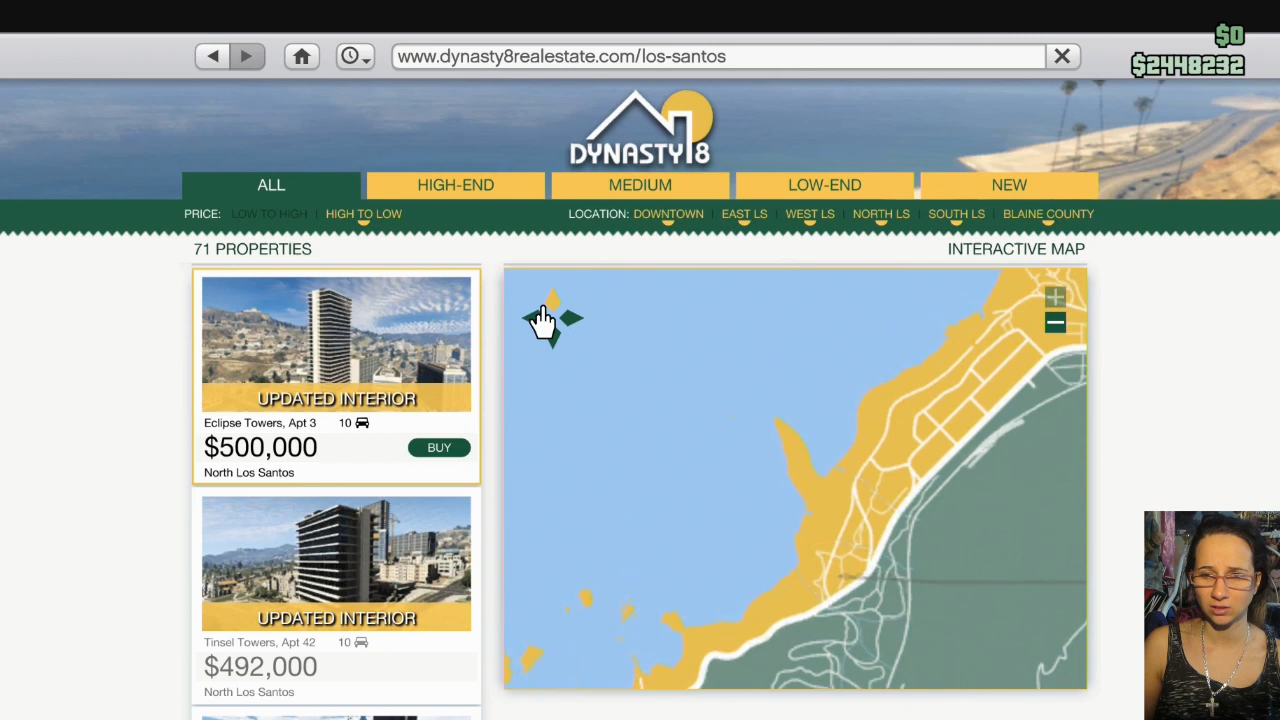 www.dynasty8realestate.com/los-santos
$0
$2448232
DYNASTY 8
ALL
HIGH-END
MEDIUM
LOW-END
NEW
PRICE: LOW TO HIGH | HIGH TO LOW
LOCATION: DOWNTOWN | EAST LS | WEST LS | NORTH LS | SOUTH LS | BLAINE COUNTY
71 PROPERTIES
INTERACTIVE MAP
UPDATED INTERIOR
Eclipse Towers, Apt 3 10
$500,000
BUY
North Los Santos
UPDATED INTERIOR
Tinsel Towers, Apt 42 10
$492,000
North Los Santos